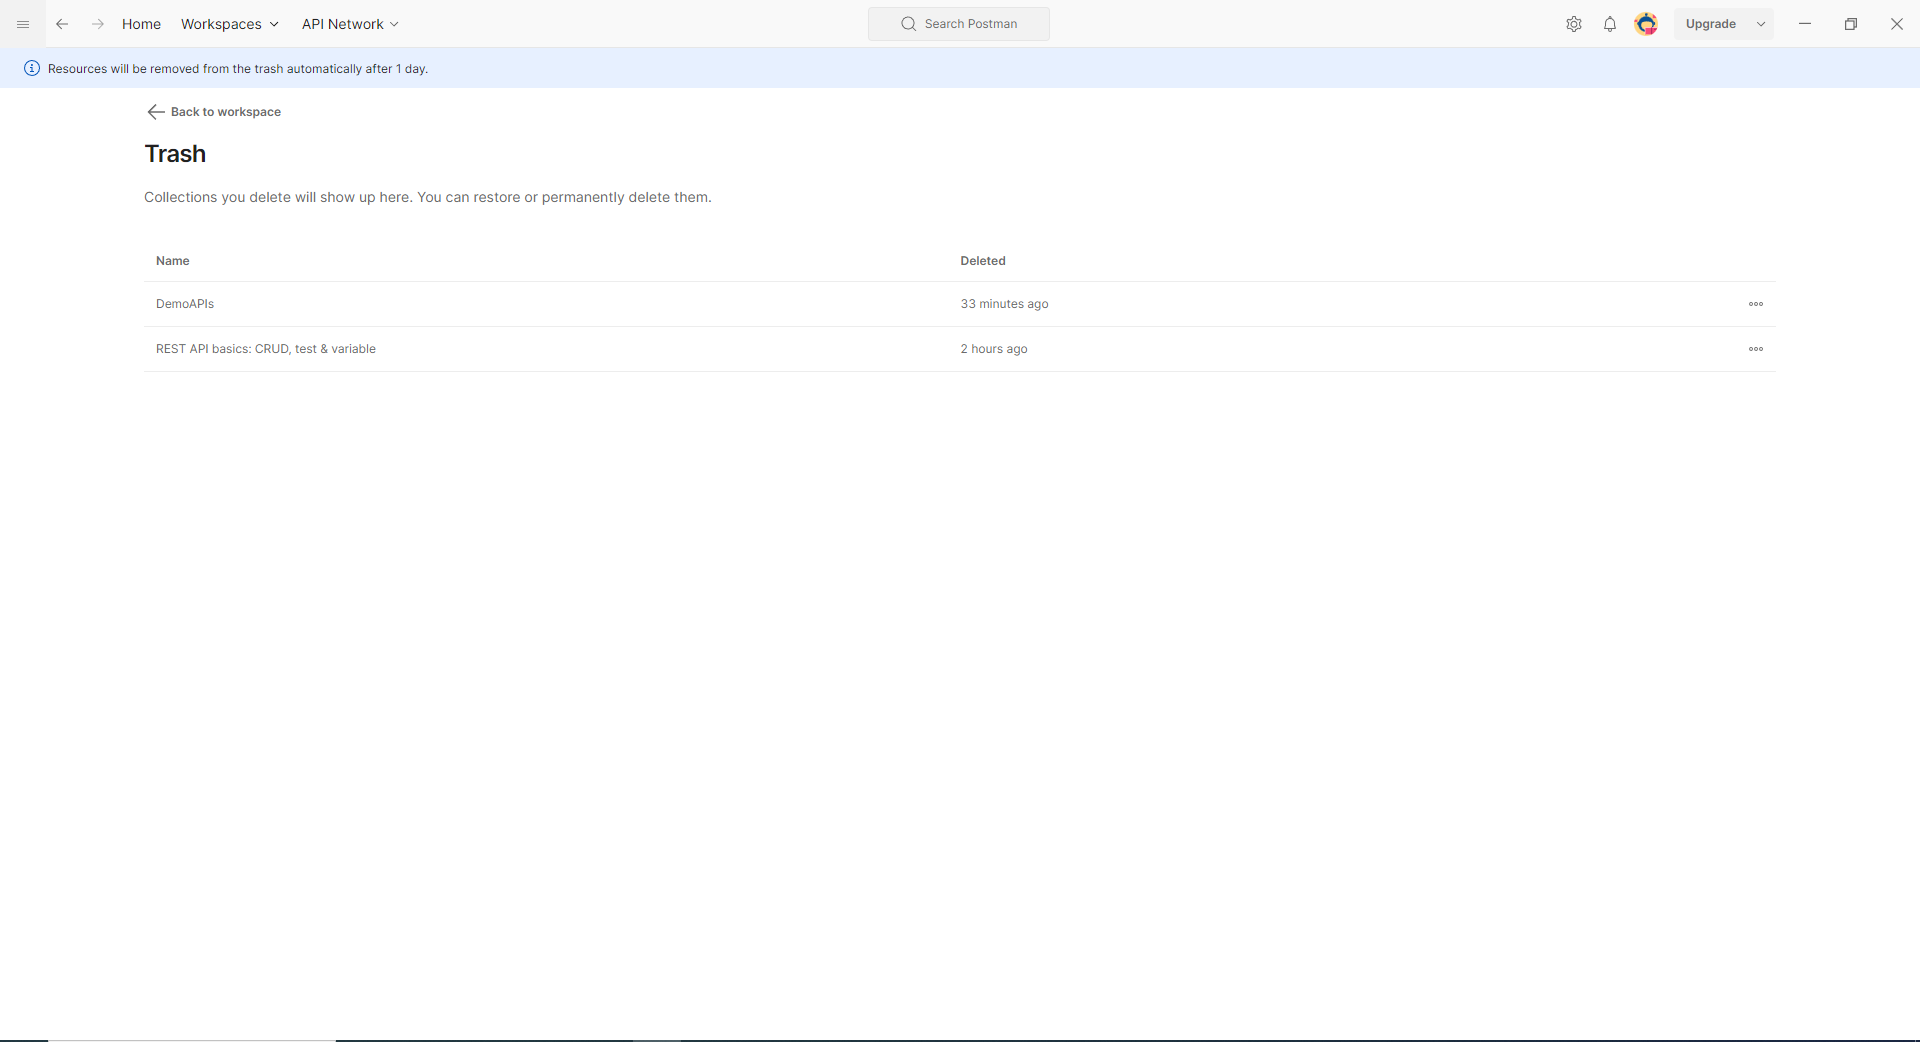 Home Workspaces API Network Search Postman Upgrade
Resources will be removed from the trash automatically after 1 day.
Back to workspace
Trash
Collections you delete will show up here. You can restore or permanently delete them.
Name Deleted
DemoAPIs 33 minutes ago
REST API basics: CRUD, test & variable 2 hours ago